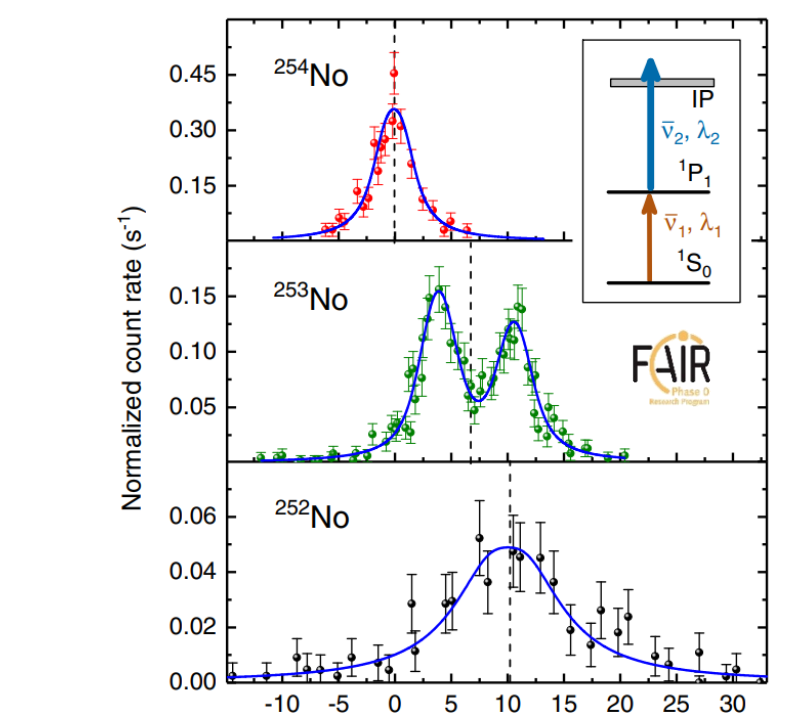 Normalized count rate (s⁻¹)
²⁵⁴No
0.45
0.30
0.15
IP
ν̄₂, λ₂
¹P₁
ν̄₁, λ₁
¹S₀
²⁵³No
0.15
0.10
0.05
FAIR
Phase 0
Research Program
²⁵²No
0.06
0.04
0.02
0.00
-10 -5 0 5 10 15 20 25 30